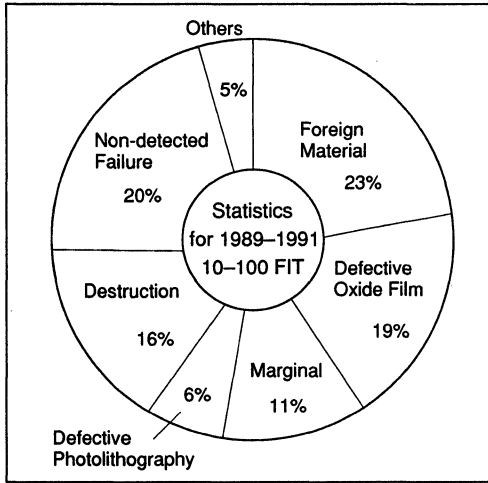 Others
5%
Foreign
Material
23%
Non-detected
Failure
20%
Statistics
for 1989–1991
10–100 FIT
Defective
Oxide Film
19%
Destruction
16%
Marginal
11%
6%
Defective
Photolithography